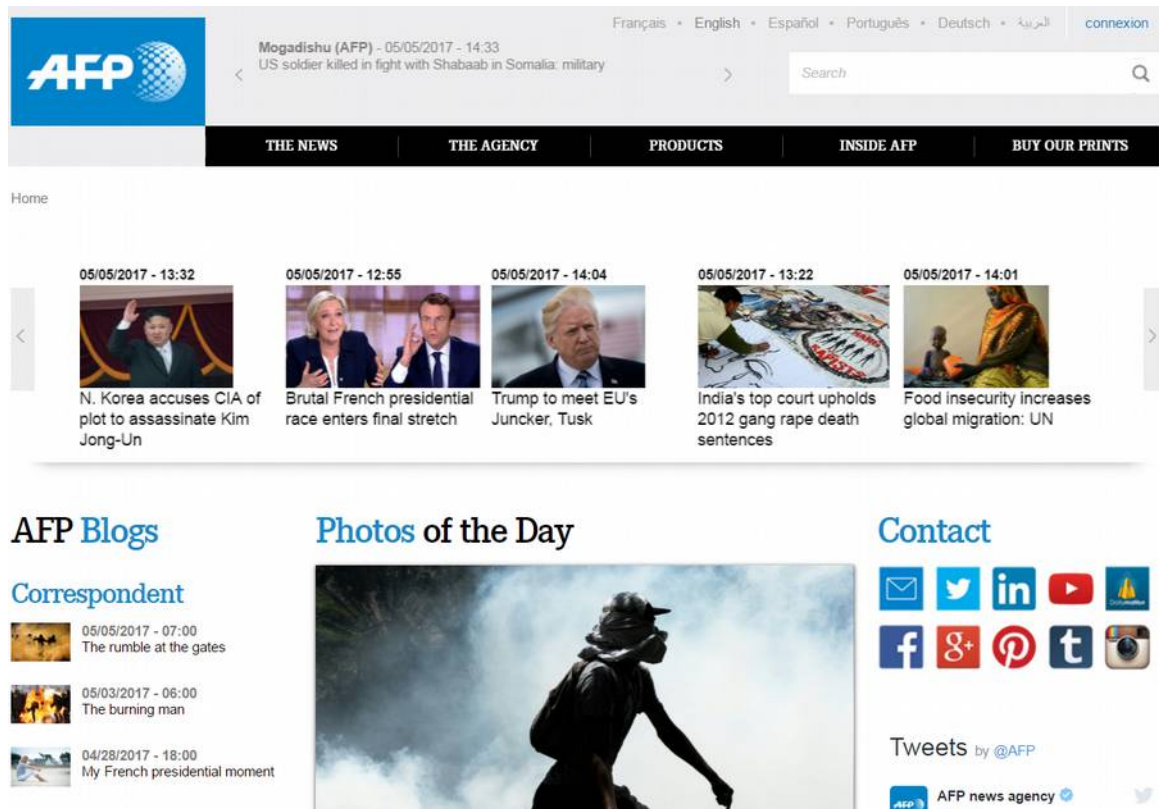 Français • English • Español • Português • Deutsch • العربية
connexion
AFP
Mogadishu (AFP) - 05/05/2017 - 14:33
US soldier killed in fight with Shabaab in Somalia: military
Search
THE NEWS
THE AGENCY
PRODUCTS
INSIDE AFP
BUY OUR PRINTS
Home
05/05/2017 - 13:32
N. Korea accuses CIA of
plot to assassinate Kim
Jong-Un
05/05/2017 - 12:55
Brutal French presidential
race enters final stretch
05/05/2017 - 14:04
Trump to meet EU's
Juncker, Tusk
05/05/2017 - 13:22
RAPISTS
India's top court upholds
2012 gang rape death
sentences
05/05/2017 - 14:01
Food insecurity increases
global migration: UN
AFP Blogs
Correspondent
05/05/2017 - 07:00
The rumble at the gates
05/03/2017 - 06:00
The burning man
04/28/2017 - 18:00
My French presidential moment
Photos of the Day
Contact
in
Dailymotion
f
g+
t
Tweets by @AFP
AFP
AFP news agency